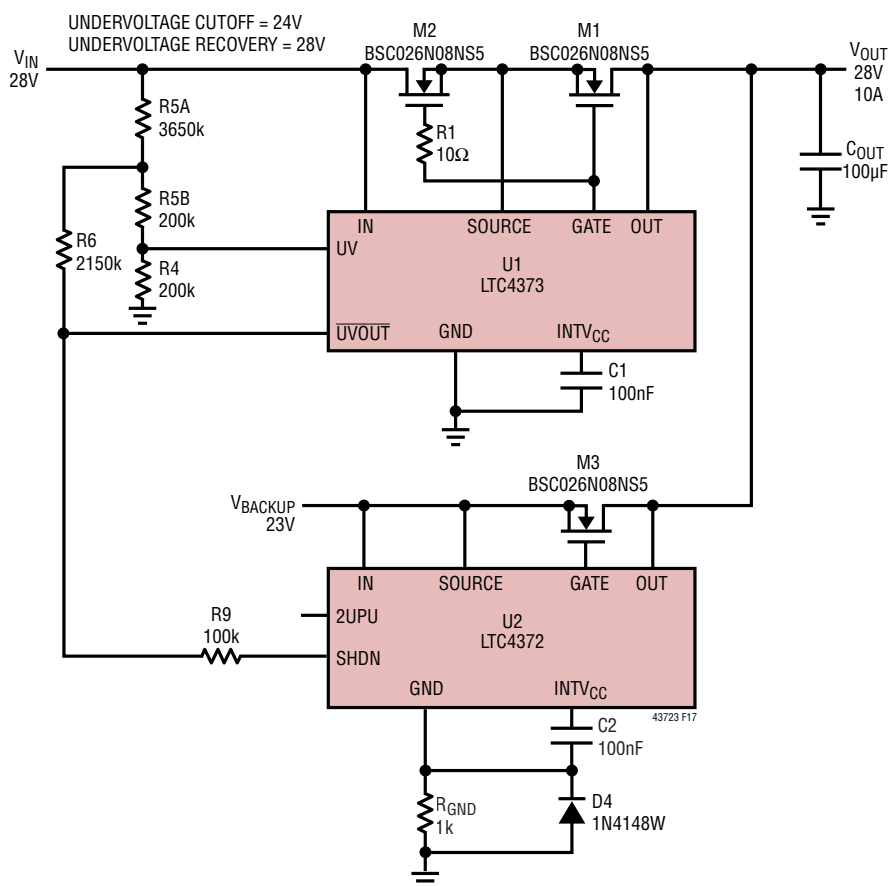 UNDERVOLTAGE CUTOFF = 24V
UNDERVOLTAGE RECOVERY = 28V
M2
BSC026N08NS5
M1
BSC026N08NS5
VIN
28V
VOUT
28V
10A
R5A
3650k
R1
10Ω
COUT
100µF
R5B
200k
R6
2150k
R4
200k
IN
SOURCE
GATE
OUT
UV
U1
LTC4373
UVOUT
GND
INTVCC
C1
100nF
M3
BSC026N08NS5
VBACKUP
23V
IN
SOURCE
GATE
OUT
2UPU
U2
LTC4372
R9
100k
SHDN
GND
INTVCC
43723 F17
C2
100nF
RGND
1k
D4
1N4148W